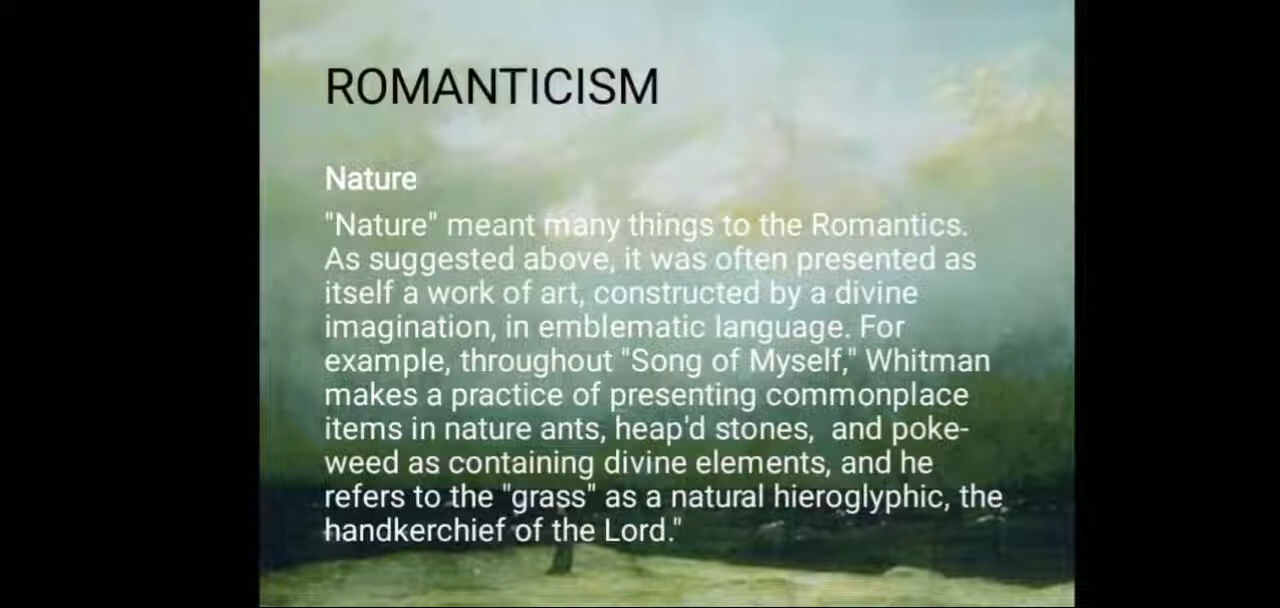 ROMANTICISM
Nature
"Nature" meant many things to the Romantics.
As suggested above, it was often presented as
itself a work of art, constructed by a divine
imagination, in emblematic language. For
example, throughout "Song of Myself," Whitman
makes a practice of presenting commonplace
items in nature ants, heap'd stones,  and poke-
weed as containing divine elements, and he
refers to the "grass" as a natural hieroglyphic, the
handkerchief of the Lord."